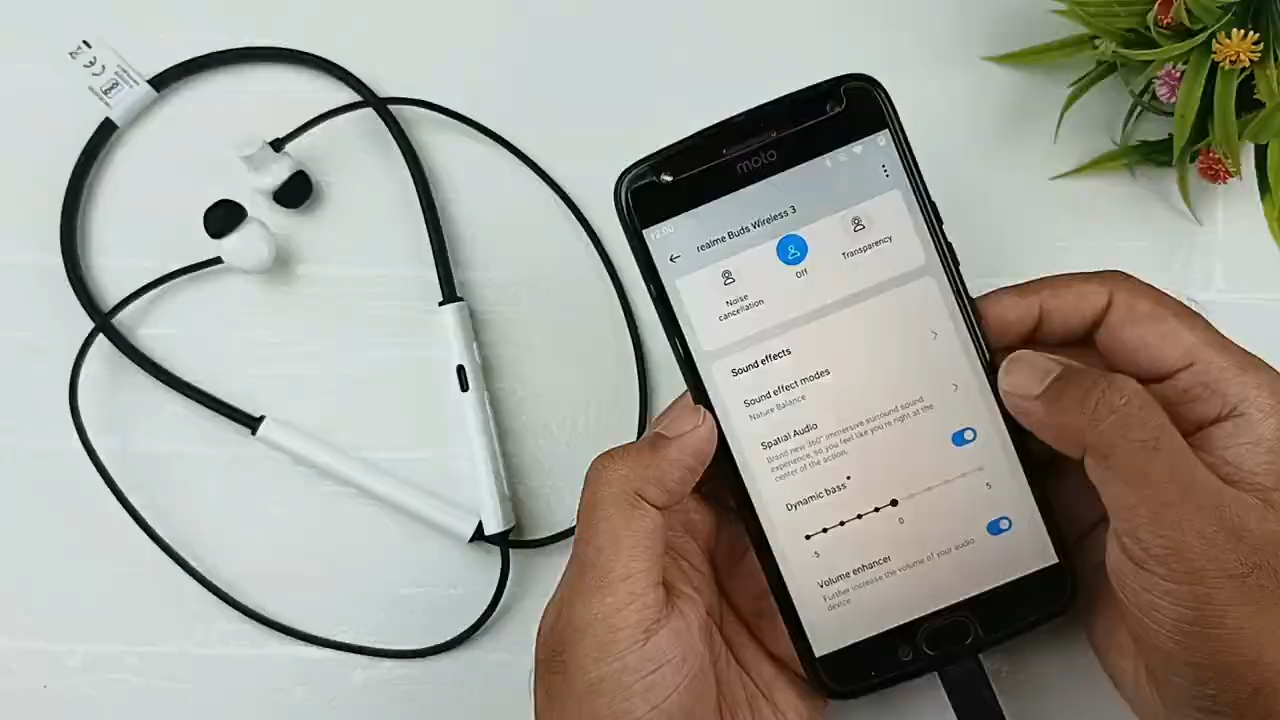 moto
12:00
realme Buds Wireless 3
Noise
cancellation
Off
Transparency
Sound effects
Sound effect modes
Nature Balance
Spatial Audio
Brand new 360° immersive surround sound
experience, so you feel like you're right at the
center of the action.
Dynamic bass
-5
0
5
Volume enhancer
Further increase the volume of your audio
device